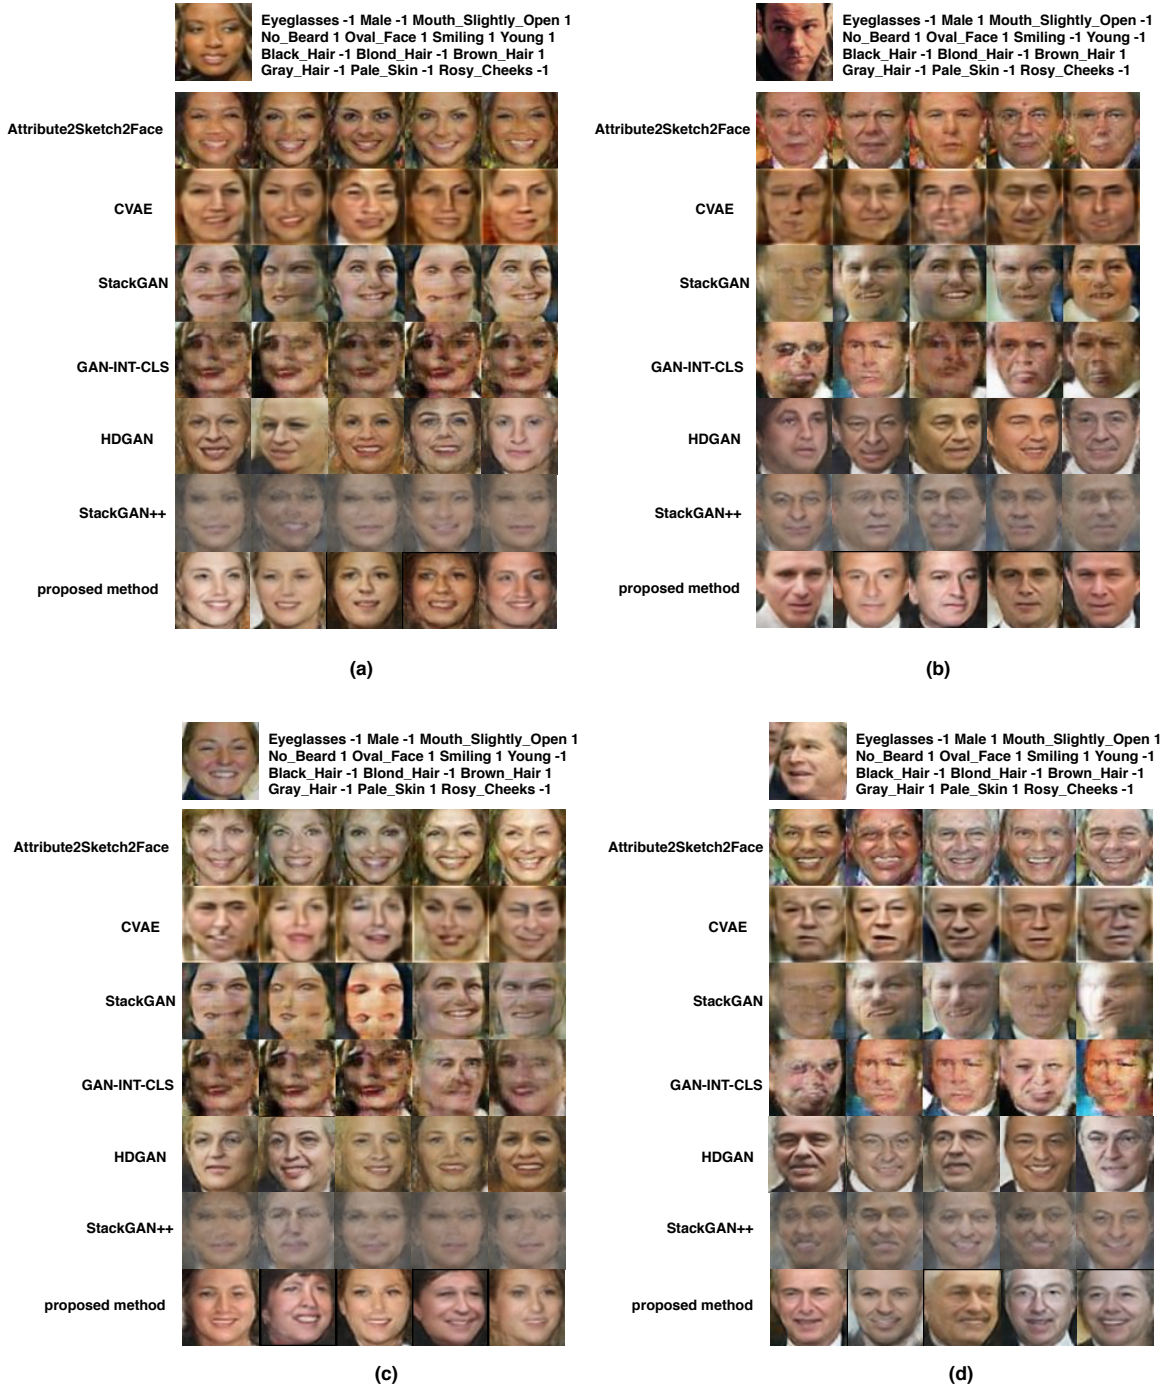 Eyeglasses -1 Male -1 Mouth_Slightly_Open 1
No_Beard 1 Oval_Face 1 Smiling 1 Young 1
Black_Hair -1 Blond_Hair -1 Brown_Hair 1
Gray_Hair -1 Pale_Skin -1 Rosy_Cheeks -1
Attribute2Sketch2Face
CVAE
StackGAN
GAN-INT-CLS
HDGAN
StackGAN++
proposed method
(a)
Eyeglasses -1 Male 1 Mouth_Slightly_Open -1
No_Beard 1 Oval_Face 1 Smiling -1 Young -1
Black_Hair -1 Blond_Hair -1 Brown_Hair 1
Gray_Hair -1 Pale_Skin -1 Rosy_Cheeks -1
Attribute2Sketch2Face
CVAE
StackGAN
GAN-INT-CLS
HDGAN
StackGAN++
proposed method
(b)
Eyeglasses -1 Male -1 Mouth_Slightly_Open 1
No_Beard 1 Oval_Face 1 Smiling 1 Young -1
Black_Hair -1 Blond_Hair -1 Brown_Hair 1
Gray_Hair -1 Pale_Skin 1 Rosy_Cheeks -1
Attribute2Sketch2Face
CVAE
StackGAN
GAN-INT-CLS
HDGAN
StackGAN++
proposed method
(c)
Eyeglasses -1 Male 1 Mouth_Slightly_Open 1
No_Beard 1 Oval_Face 1 Smiling 1 Young -1
Black_Hair -1 Blond_Hair -1 Brown_Hair -1
Gray_Hair 1 Pale_Skin 1 Rosy_Cheeks -1
Attribute2Sketch2Face
CVAE
StackGAN
GAN-INT-CLS
HDGAN
StackGAN++
proposed method
(d)